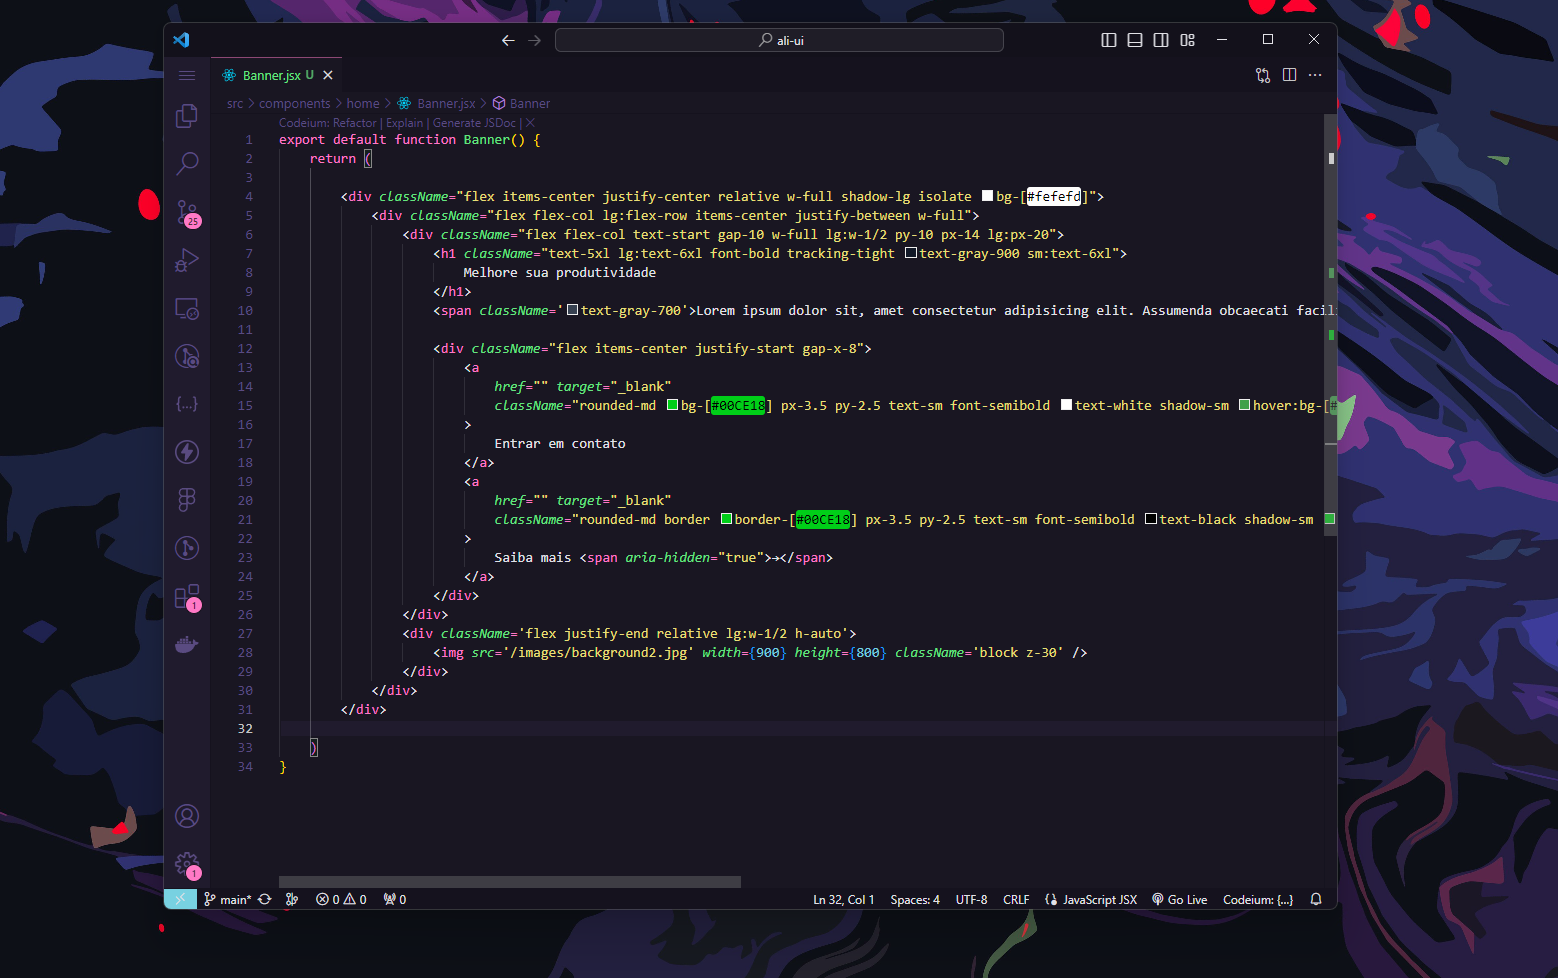 ali-ui
Banner.jsx U
src > components > home > Banner.jsx > Banner
Codeium: Refactor | Explain | Generate JSDoc | X
1 export default function Banner() {
2 return (
3
4 <div className="flex items-center justify-center relative w-full shadow-lg isolate bg-[#fefefd]">
5 <div className="flex flex-col lg:flex-row items-center justify-between w-full">
6 <div className="flex flex-col text-start gap-10 w-full lg:w-1/2 py-10 px-14 lg:px-20">
7 <h1 className="text-5xl lg:text-6xl font-bold tracking-tight text-gray-900 sm:text-6xl">
8 Melhore sua produtividade
9 </h1>
10 <span className='text-gray-700'>Lorem ipsum dolor sit, amet consectetur adipisicing elit. Assumenda obcaecati facil
11
12 <div className="flex items-center justify-start gap-x-8">
13 <a
14 href="" target="_blank"
15 className="rounded-md bg-[#00CE18] px-3.5 py-2.5 text-sm font-semibold text-white shadow-sm hover:bg-[#
16 >
17 Entrar em contato
18 </a>
19 <a
20 href="" target="_blank"
21 className="rounded-md border border-[#00CE18] px-3.5 py-2.5 text-sm font-semibold text-black shadow-sm
22 >
23 Saiba mais <span aria-hidden="true">→</span>
24 </a>
25 </div>
26 </div>
27 <div className='flex justify-end relative lg:w-1/2 h-auto'>
28 <img src='/images/background2.jpg' width={900} height={800} className='block z-30' />
29 </div>
30 </div>
31 </div>
32
33 )
34 }
25
1
1
main* 0 0 0 Ln 32, Col 1 Spaces: 4 UTF-8 CRLF JavaScript JSX Go Live Codeium: {...}